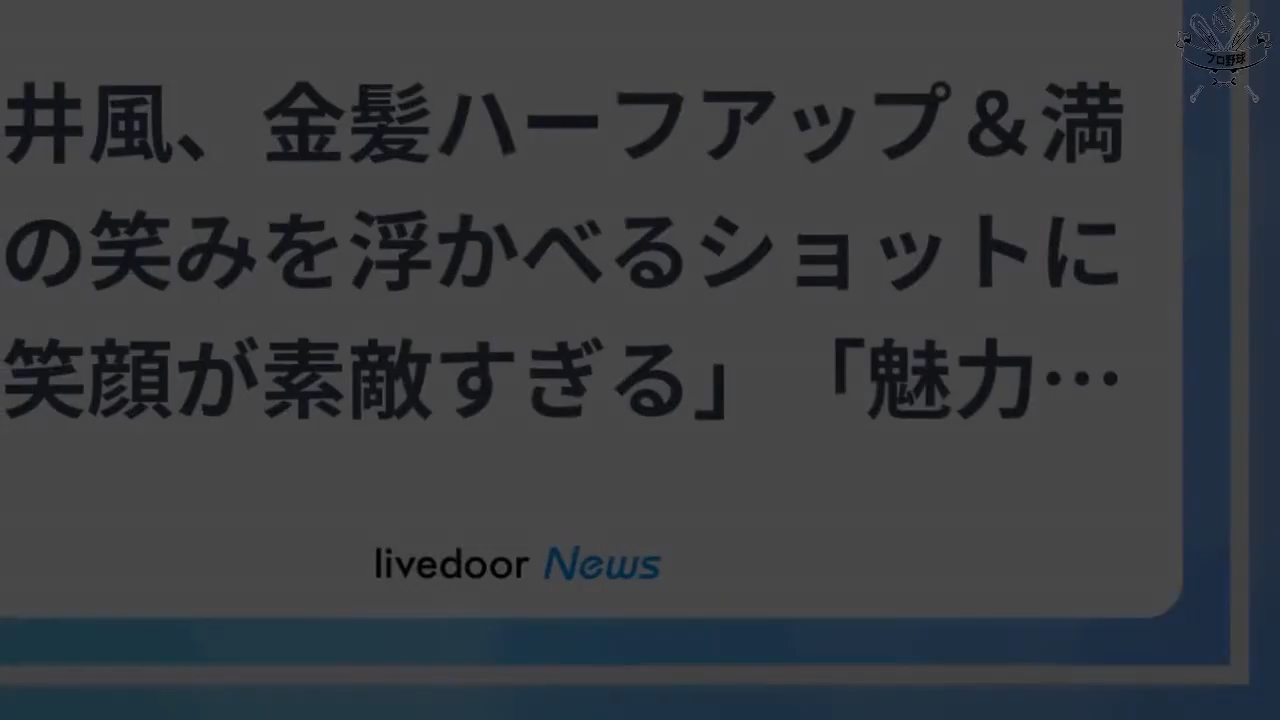 プロ野球
井風、金髪ハーフアップ＆満
の笑みを浮かべるショットに
笑顔が素敵すぎる」「魅力…
livedoor News